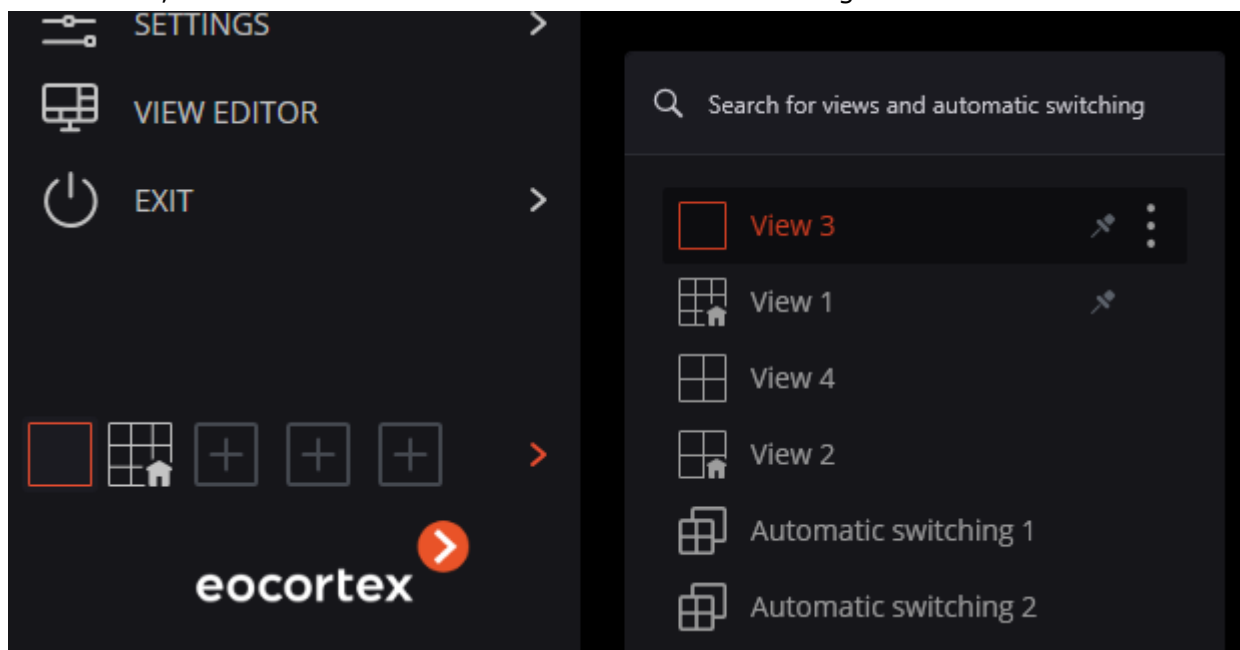 SETTINGS
VIEW EDITOR
EXIT
eocortex
Search for views and automatic switching
View 3
View 1
View 4
View 2
Automatic switching 1
Automatic switching 2